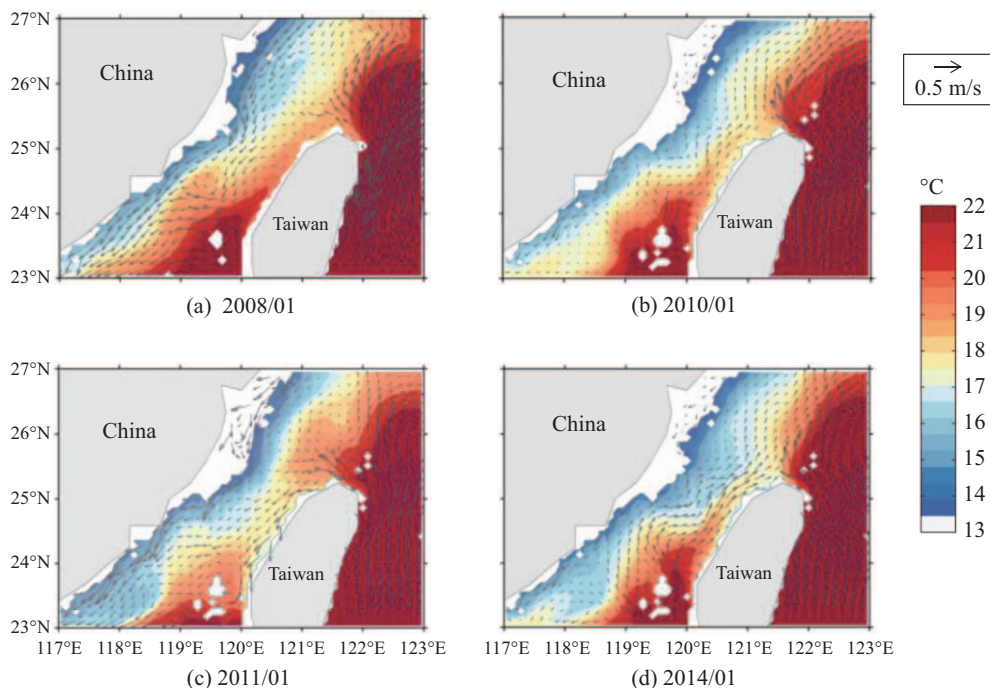 27°N
26°N
25°N
24°N
23°N
China
Taiwan
(a) 2008/01
China
Taiwan
(b) 2010/01
0.5 m/s
°C
22
20
19
18
17
16
15
14
13
27°N
26°N
25°N
24°N
23°N
China
Taiwan
117°E 118°E 119°E 120°E 121°E 122°E 123°E
(c) 2011/01
China
Taiwan
117°E 118°E 119°E 120°E 121°E 122°E 123°E
(d) 2014/01